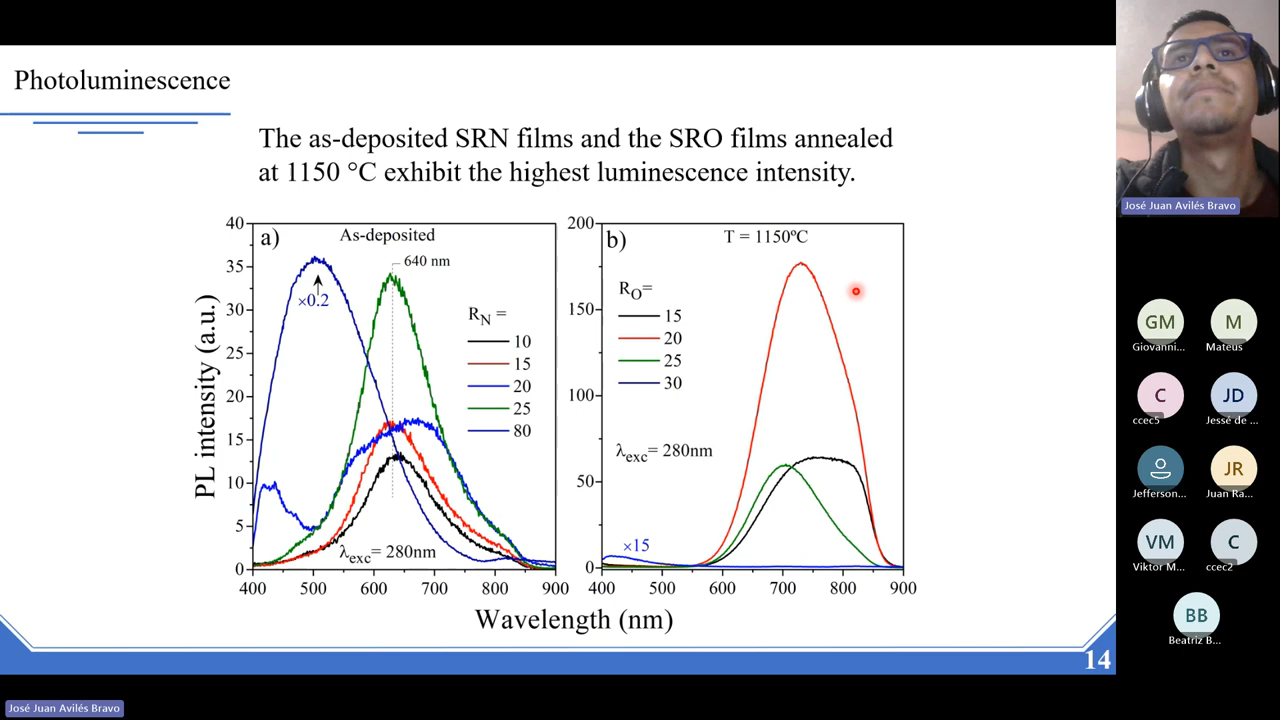 Photoluminescence
The as-deposited SRN films and the SRO films annealed
at 1150 °C exhibit the highest luminescence intensity.
PL intensity (a.u.)
40
35
30
25
20
15
10
5
0
a)
As-deposited
640 nm
×0.2
R_N =
10
15
20
25
80
λexc= 280nm
400 500 600 700 800 900
200
150
100
50
0
b)
T = 1150ºC
R_O=
15
20
25
30
λexc= 280nm
×15
400 500 600 700 800 900
Wavelength (nm)
14
José Juan Avilés Bravo
José Juan Avilés Bravo
GM
Giovanni...
M
Mateus
C
ccec5
JD
Jessé de ...
Jefferson...
JR
Juan Ra...
VM
Viktor M...
C
ccec2
BB
Beatriz B...